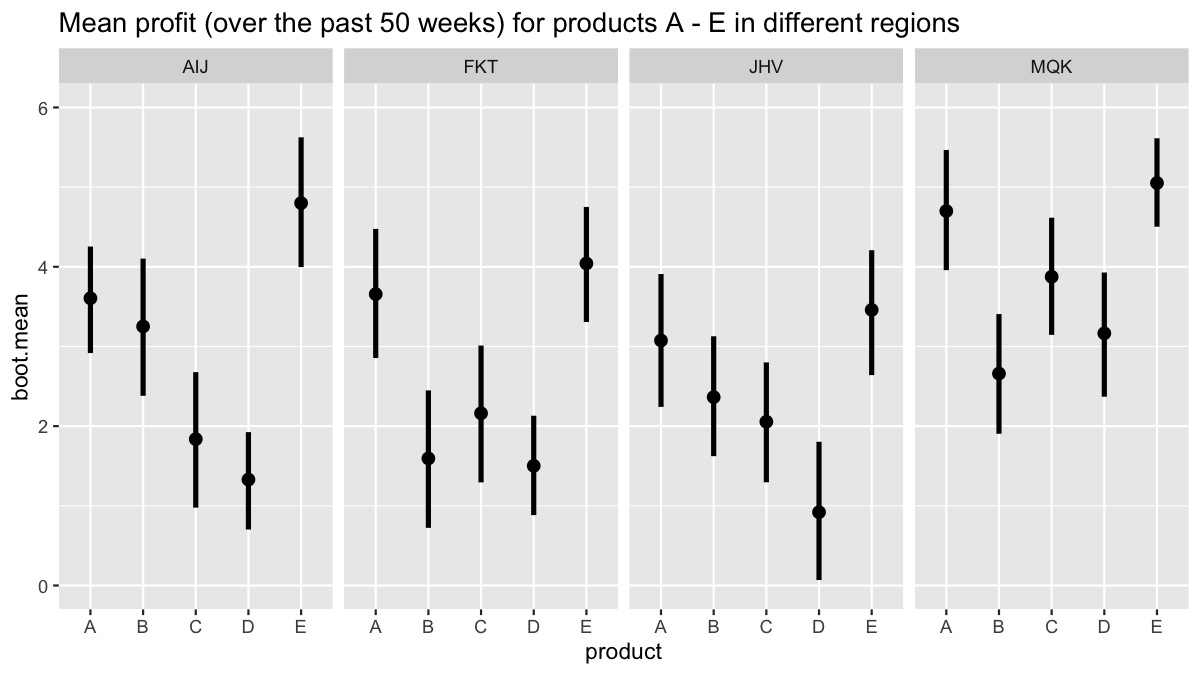 Mean profit (over the past 50 weeks) for products A - E in different regions
AIJ FKT JHV MQK
6
4
2
0
boot.mean
A B C D E A B C D E A B C D E A B C D E
product